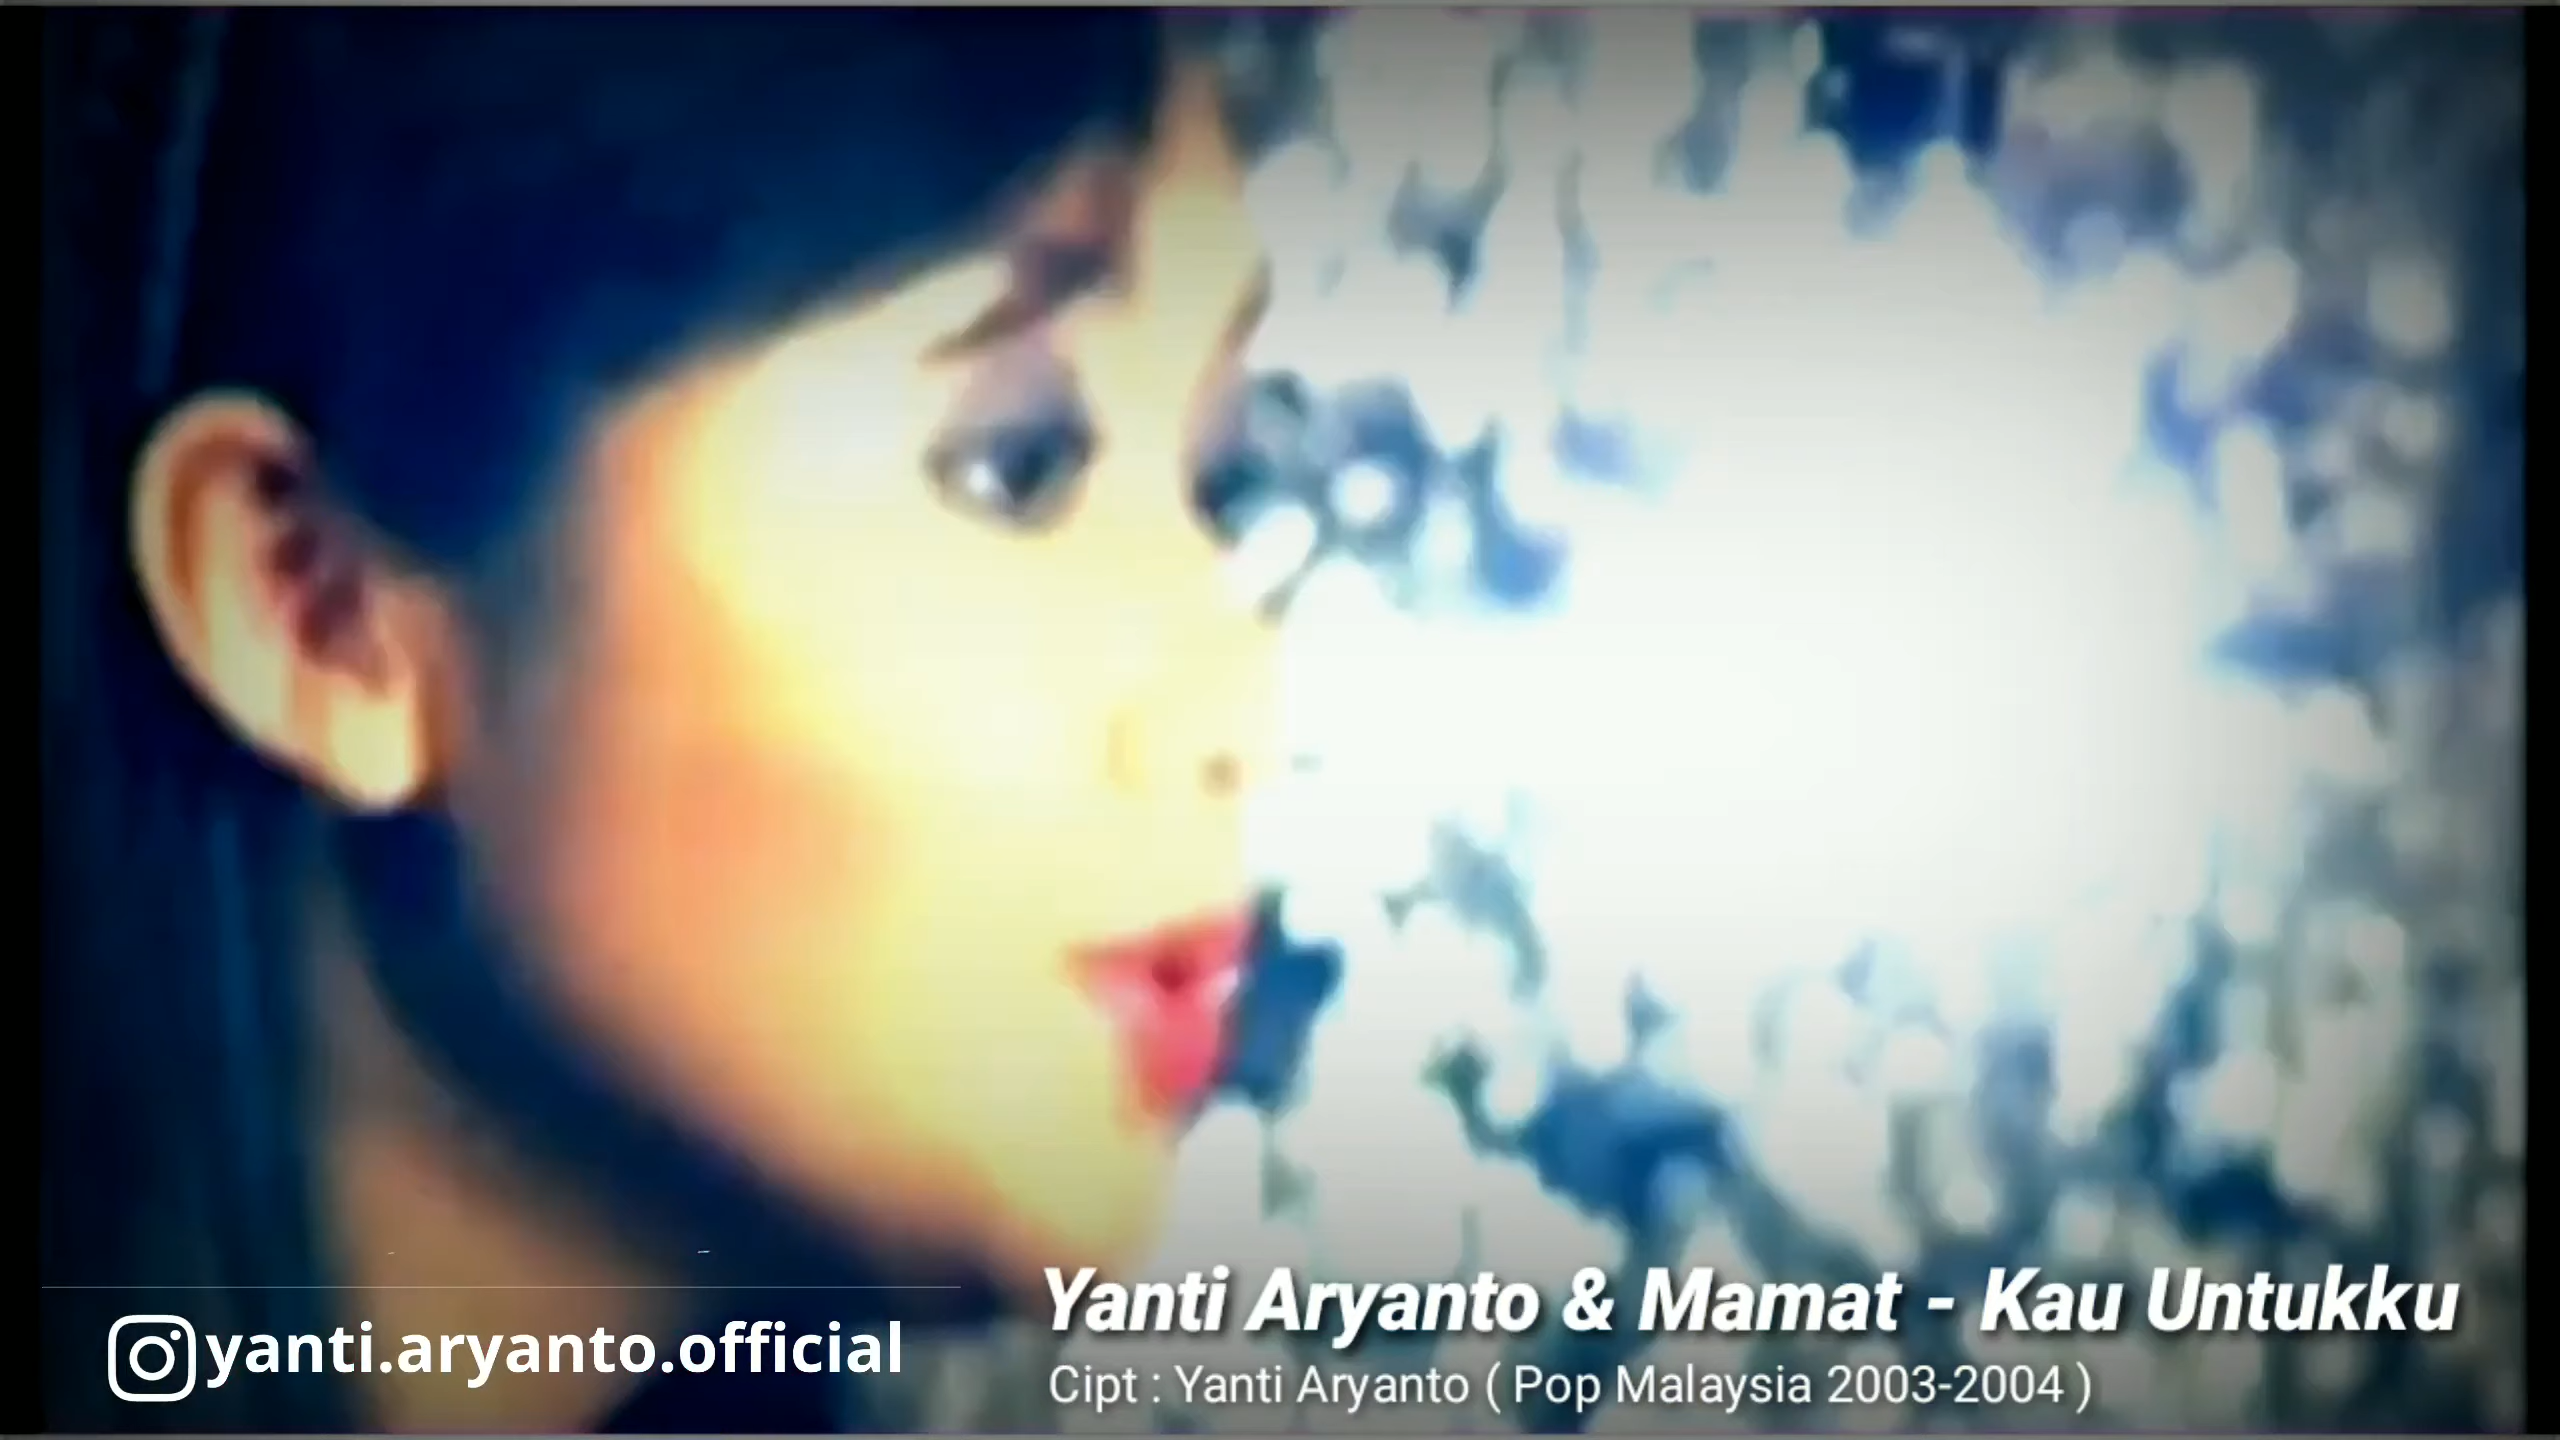 Yanti Aryanto & Mamat - Kau Untukku
Cipt : Yanti Aryanto ( Pop Malaysia 2003-2004 )
yanti.aryanto.official